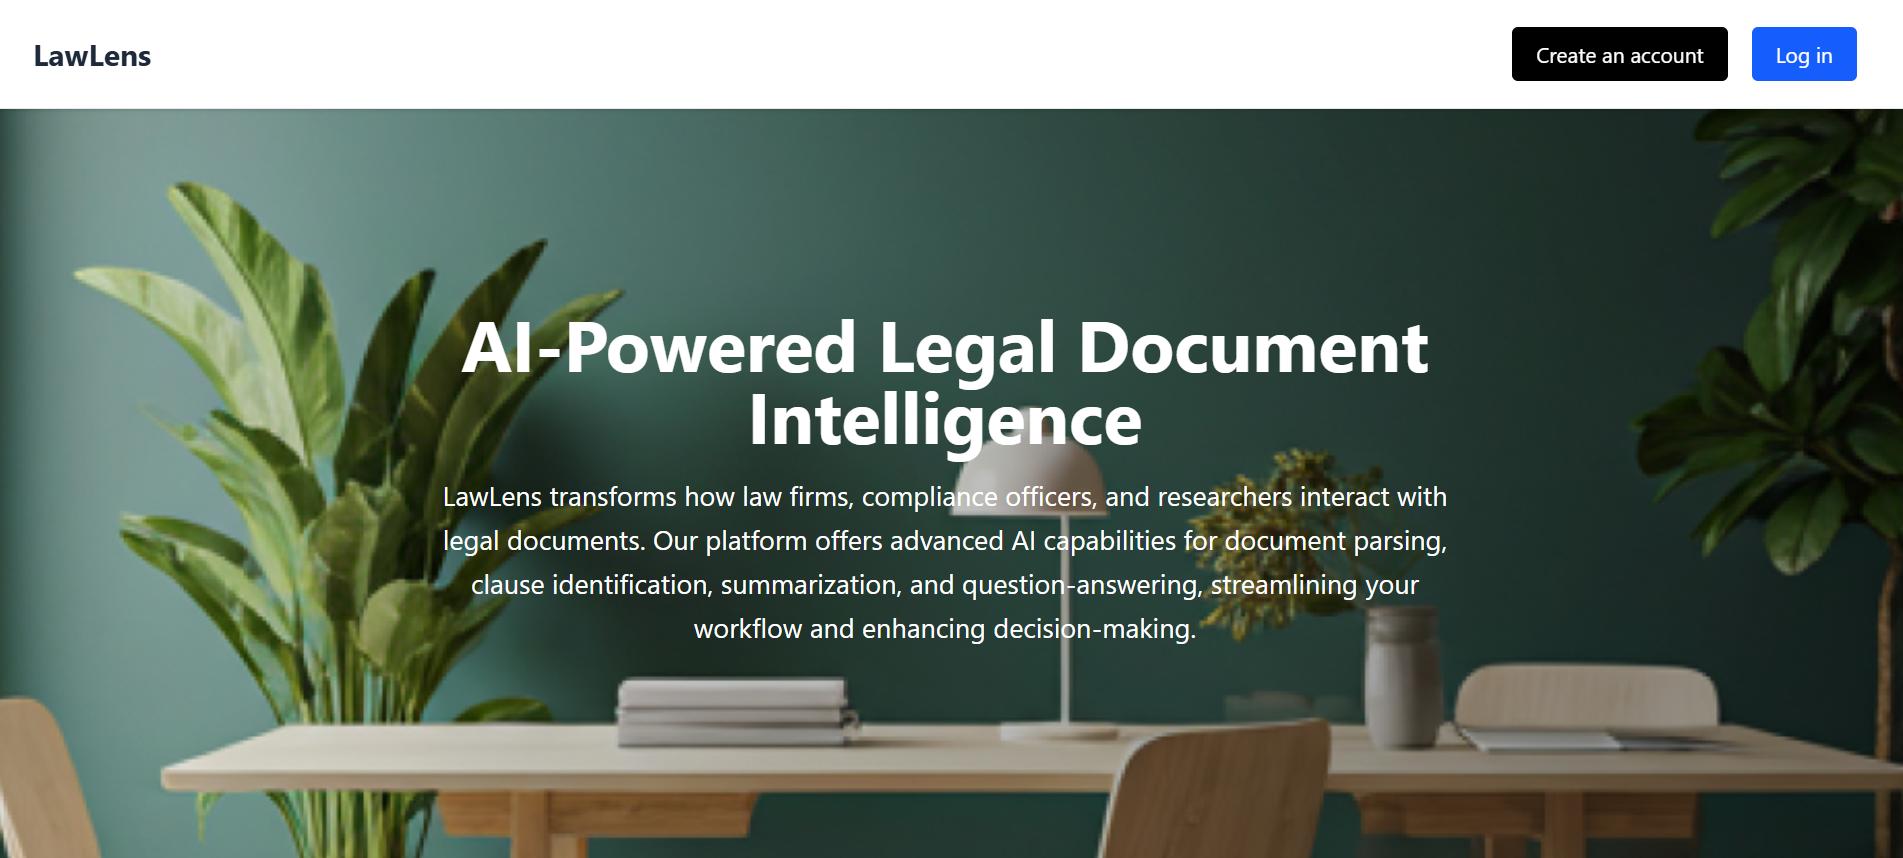 LawLens
Create an account
Log in
AI-Powered Legal Document
Intelligence
LawLens transforms how law firms, compliance officers, and researchers interact with
legal documents. Our platform offers advanced AI capabilities for document parsing,
clause identification, summarization, and question-answering, streamlining your
workflow and enhancing decision-making.